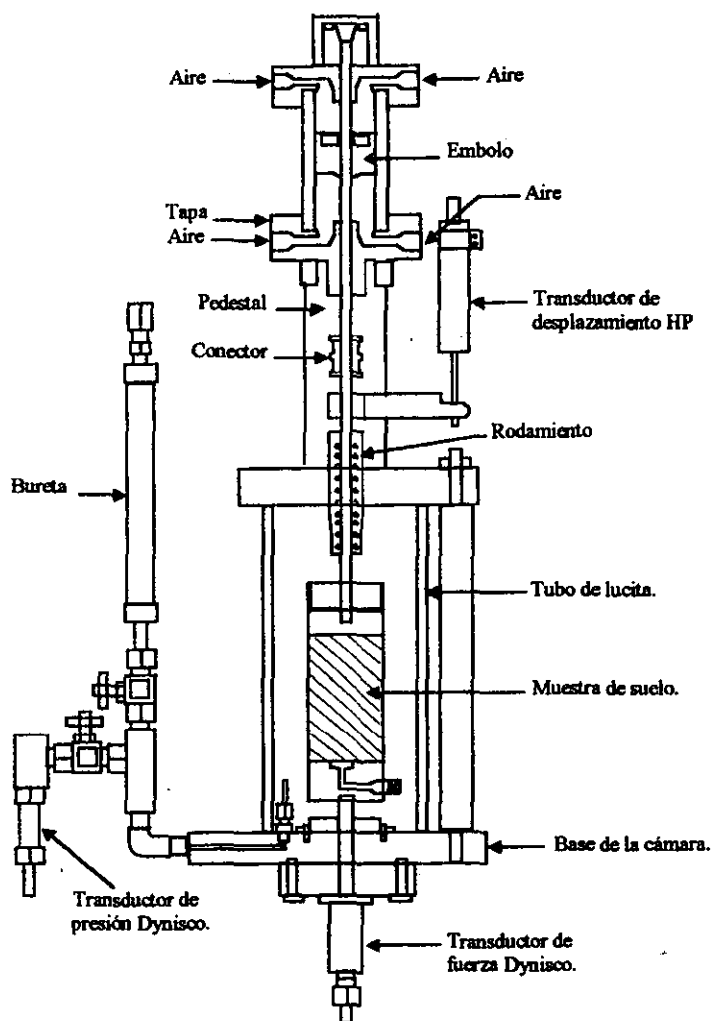 Aire
Aire
Embolo
Aire
Tapa
Aire
Pedestal
Transductor de
desplazamiento HP
Conector
Rodamiento
Bureta
Tubo de lucita.
Muestra de suelo.
Base de la cámara.
Transductor de
presión Dynisco.
Transductor de
fuerza Dynisco.